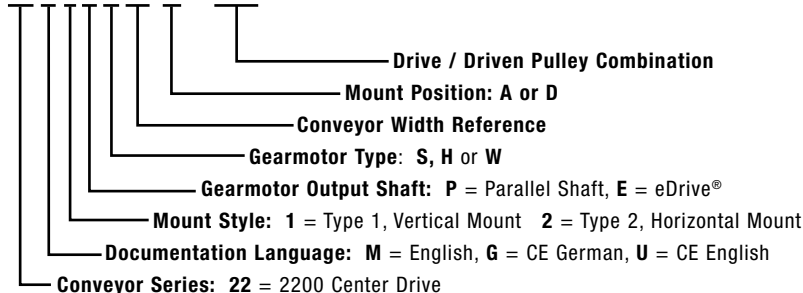 Drive / Driven Pulley Combination
Mount Position: A or D
Conveyor Width Reference
Gearmotor Type: S, H or W
Gearmotor Output Shaft: P = Parallel Shaft, E = eDrive®
Mount Style: 1 = Type 1, Vertical Mount 2 = Type 2, Horizontal Mount
Documentation Language: M = English, G = CE German, U = CE English
Conveyor Series: 22 = 2200 Center Drive